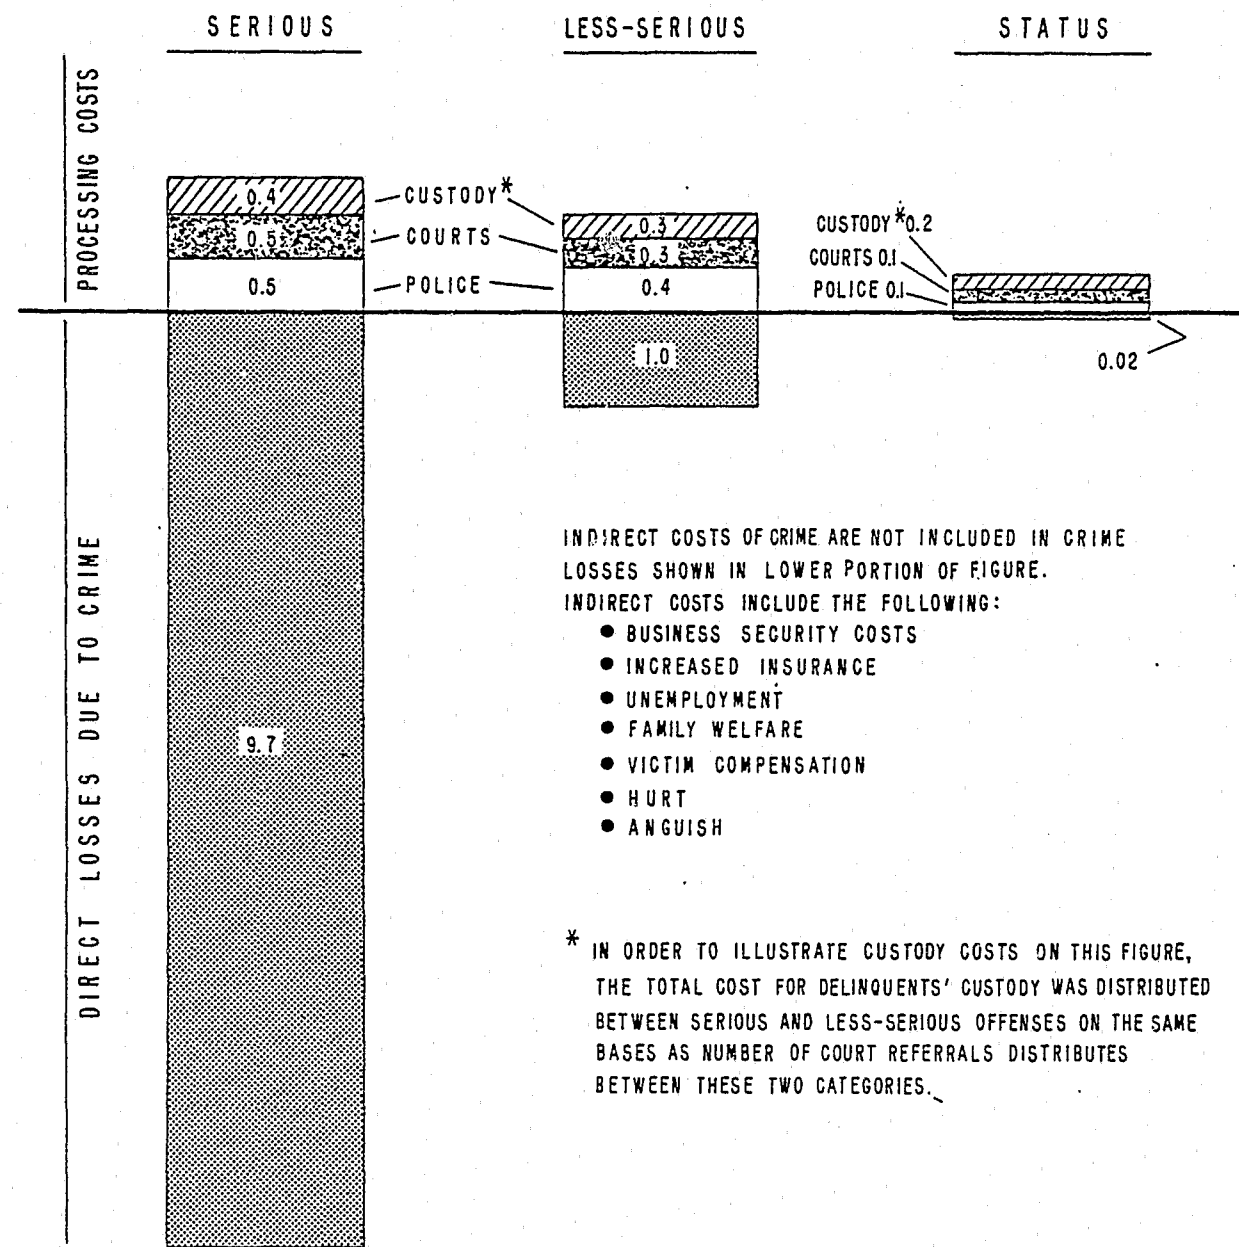 SERIOUS
LESS-SERIOUS
STATUS
PROCESSING COSTS
0.4
0.5
0.5
CUSTODY*
COURTS
POLICE
0.3
0.3
0.4
CUSTODY*0.2
COURTS 0.1
POLICE 0.1
1.0
0.02
DIRECT LOSSES DUE TO CRIME
9.7
INDIRECT COSTS OF CRIME ARE NOT INCLUDED IN CRIME
LOSSES SHOWN IN LOWER PORTION OF FIGURE.
INDIRECT COSTS INCLUDE THE FOLLOWING:
● BUSINESS SECURITY COSTS
● INCREASED INSURANCE
● UNEMPLOYMENT
● FAMILY WELFARE
● VICTIM COMPENSATION
● HURT
● ANGUISH
* IN ORDER TO ILLUSTRATE CUSTODY COSTS ON THIS FIGURE,
THE TOTAL COST FOR DELINQUENTS' CUSTODY WAS DISTRIBUTED
BETWEEN SERIOUS AND LESS-SERIOUS OFFENSES ON THE SAME
BASES AS NUMBER OF COURT REFERRALS DISTRIBUTES
BETWEEN THESE TWO CATEGORIES.